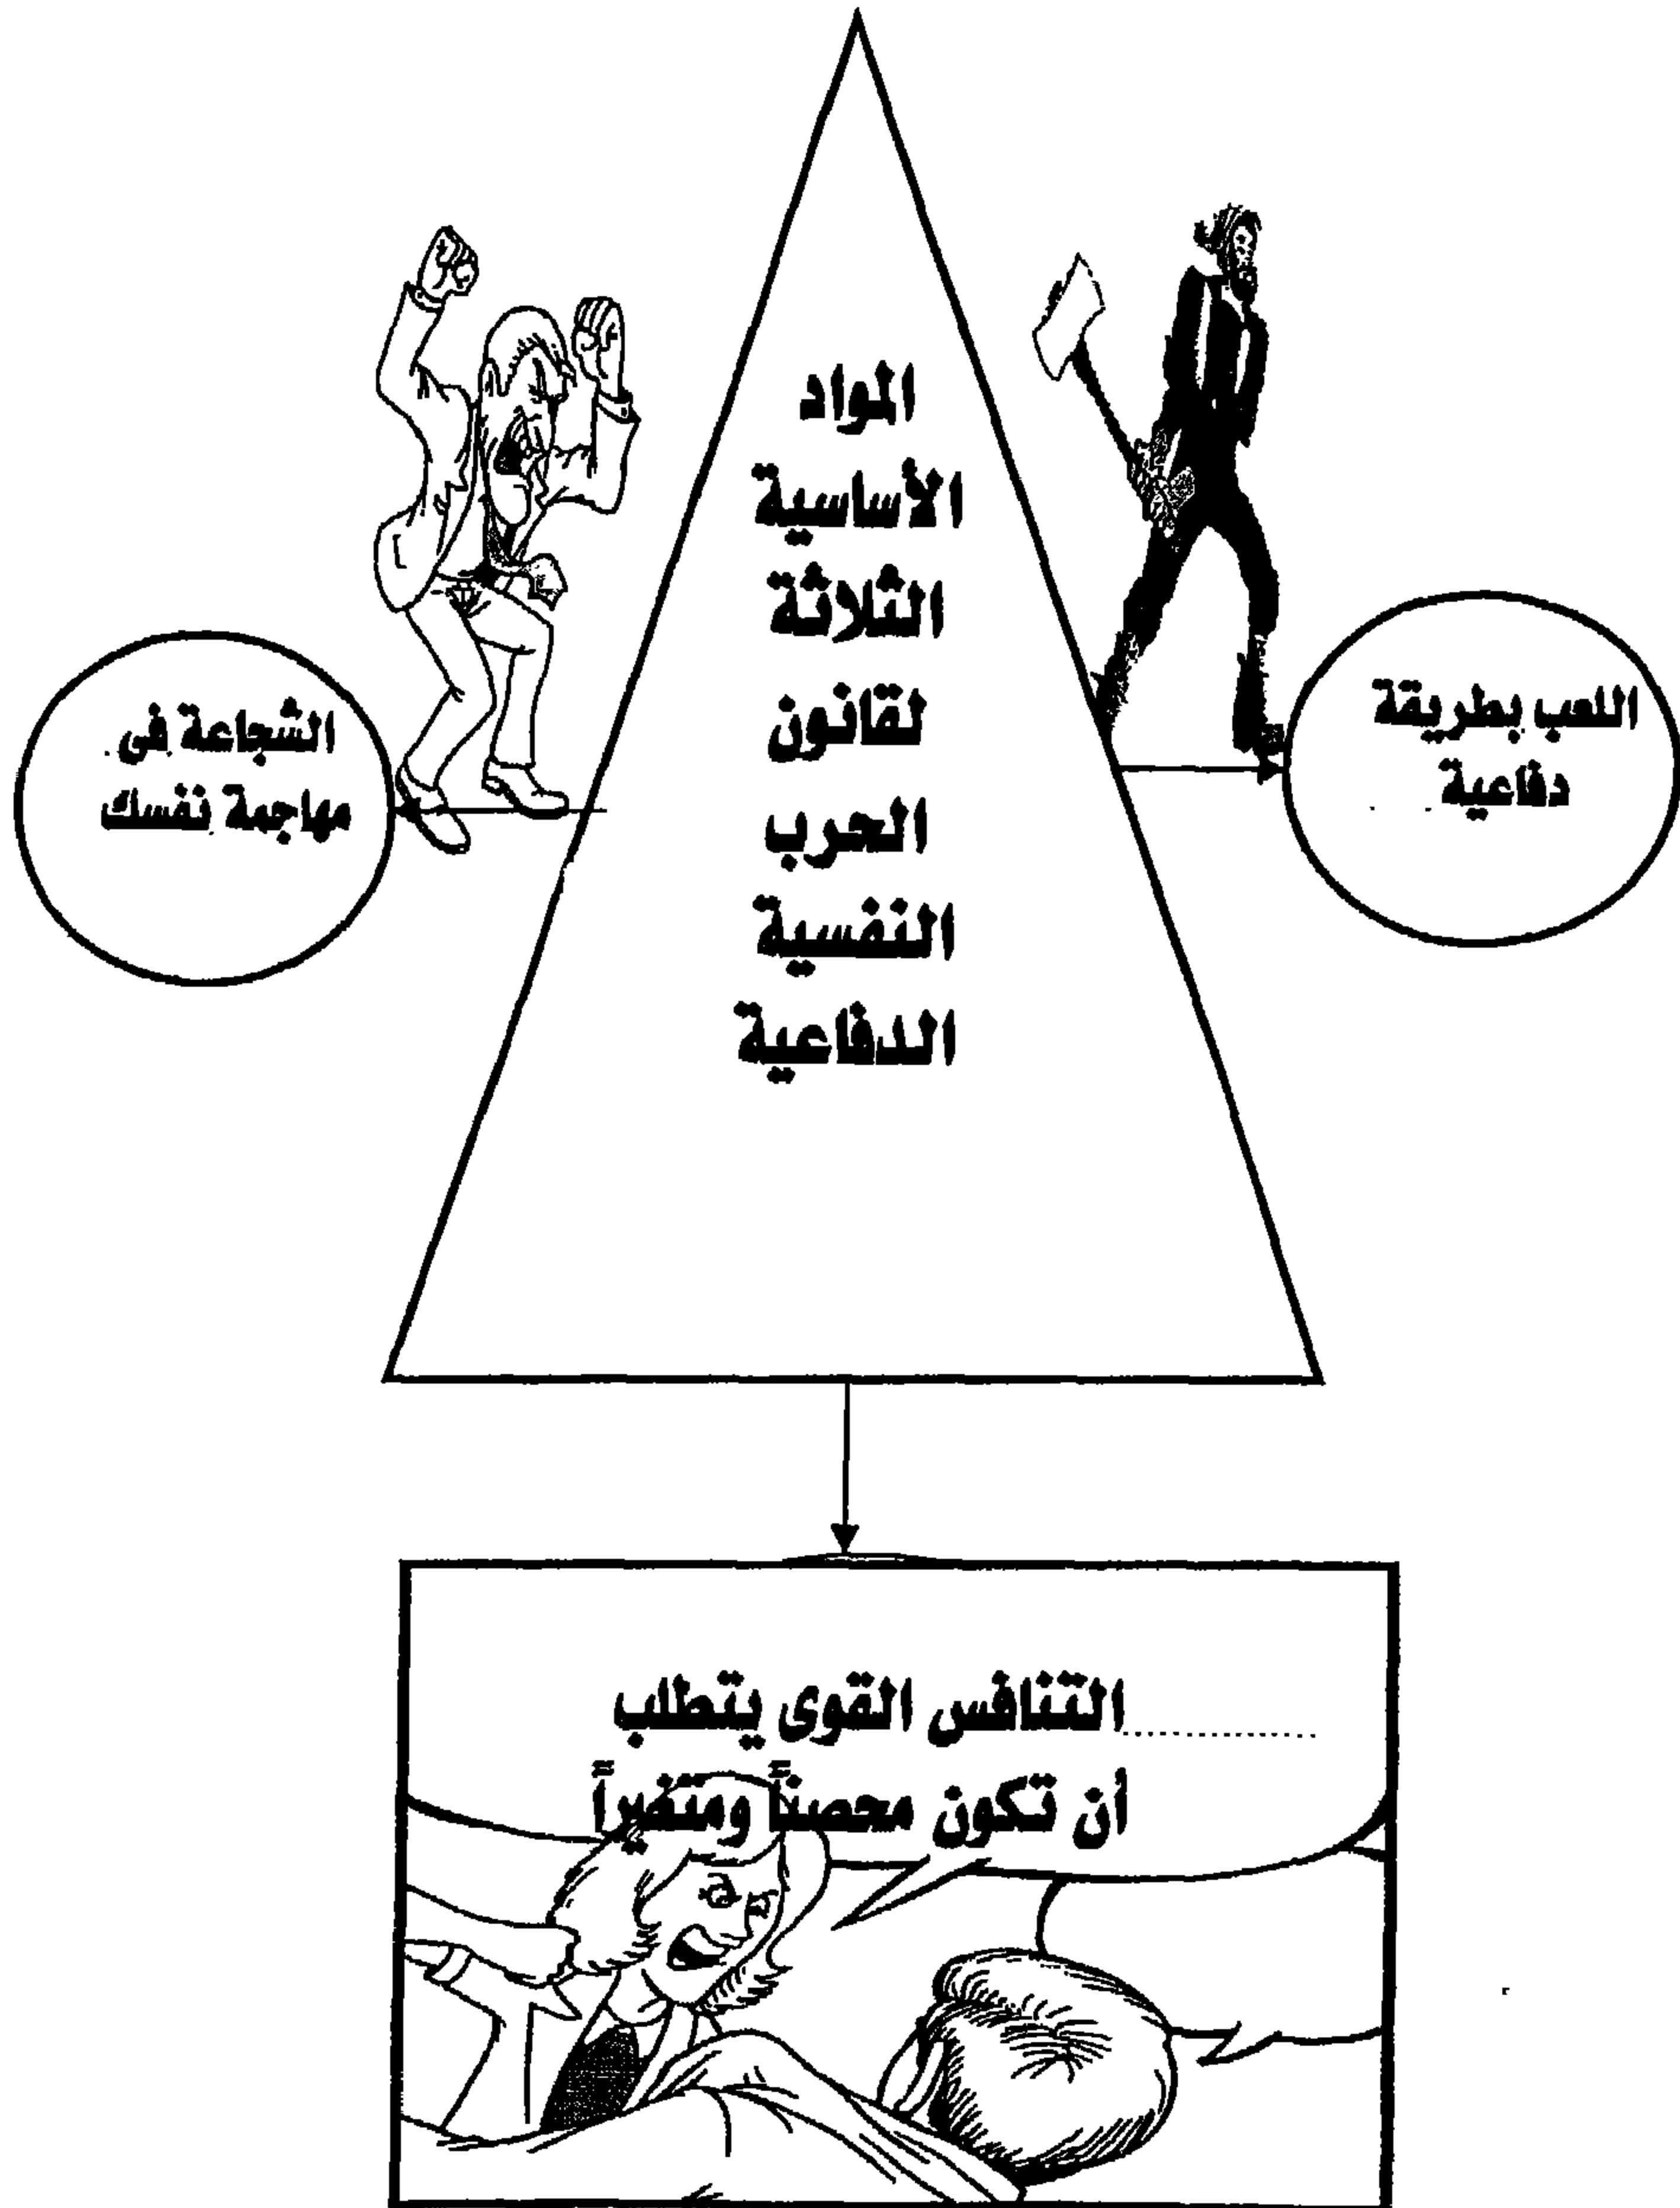 المواد
الأساسية
الثلاثة
لقانون
الحرب
النفسية
الدفاعية
اللعب بطريقة
دفاعية
الشجاعة فى
مهاجمة نفسك
التنافس القوى يتطلب
أن تكون محصناً ومتغيراً